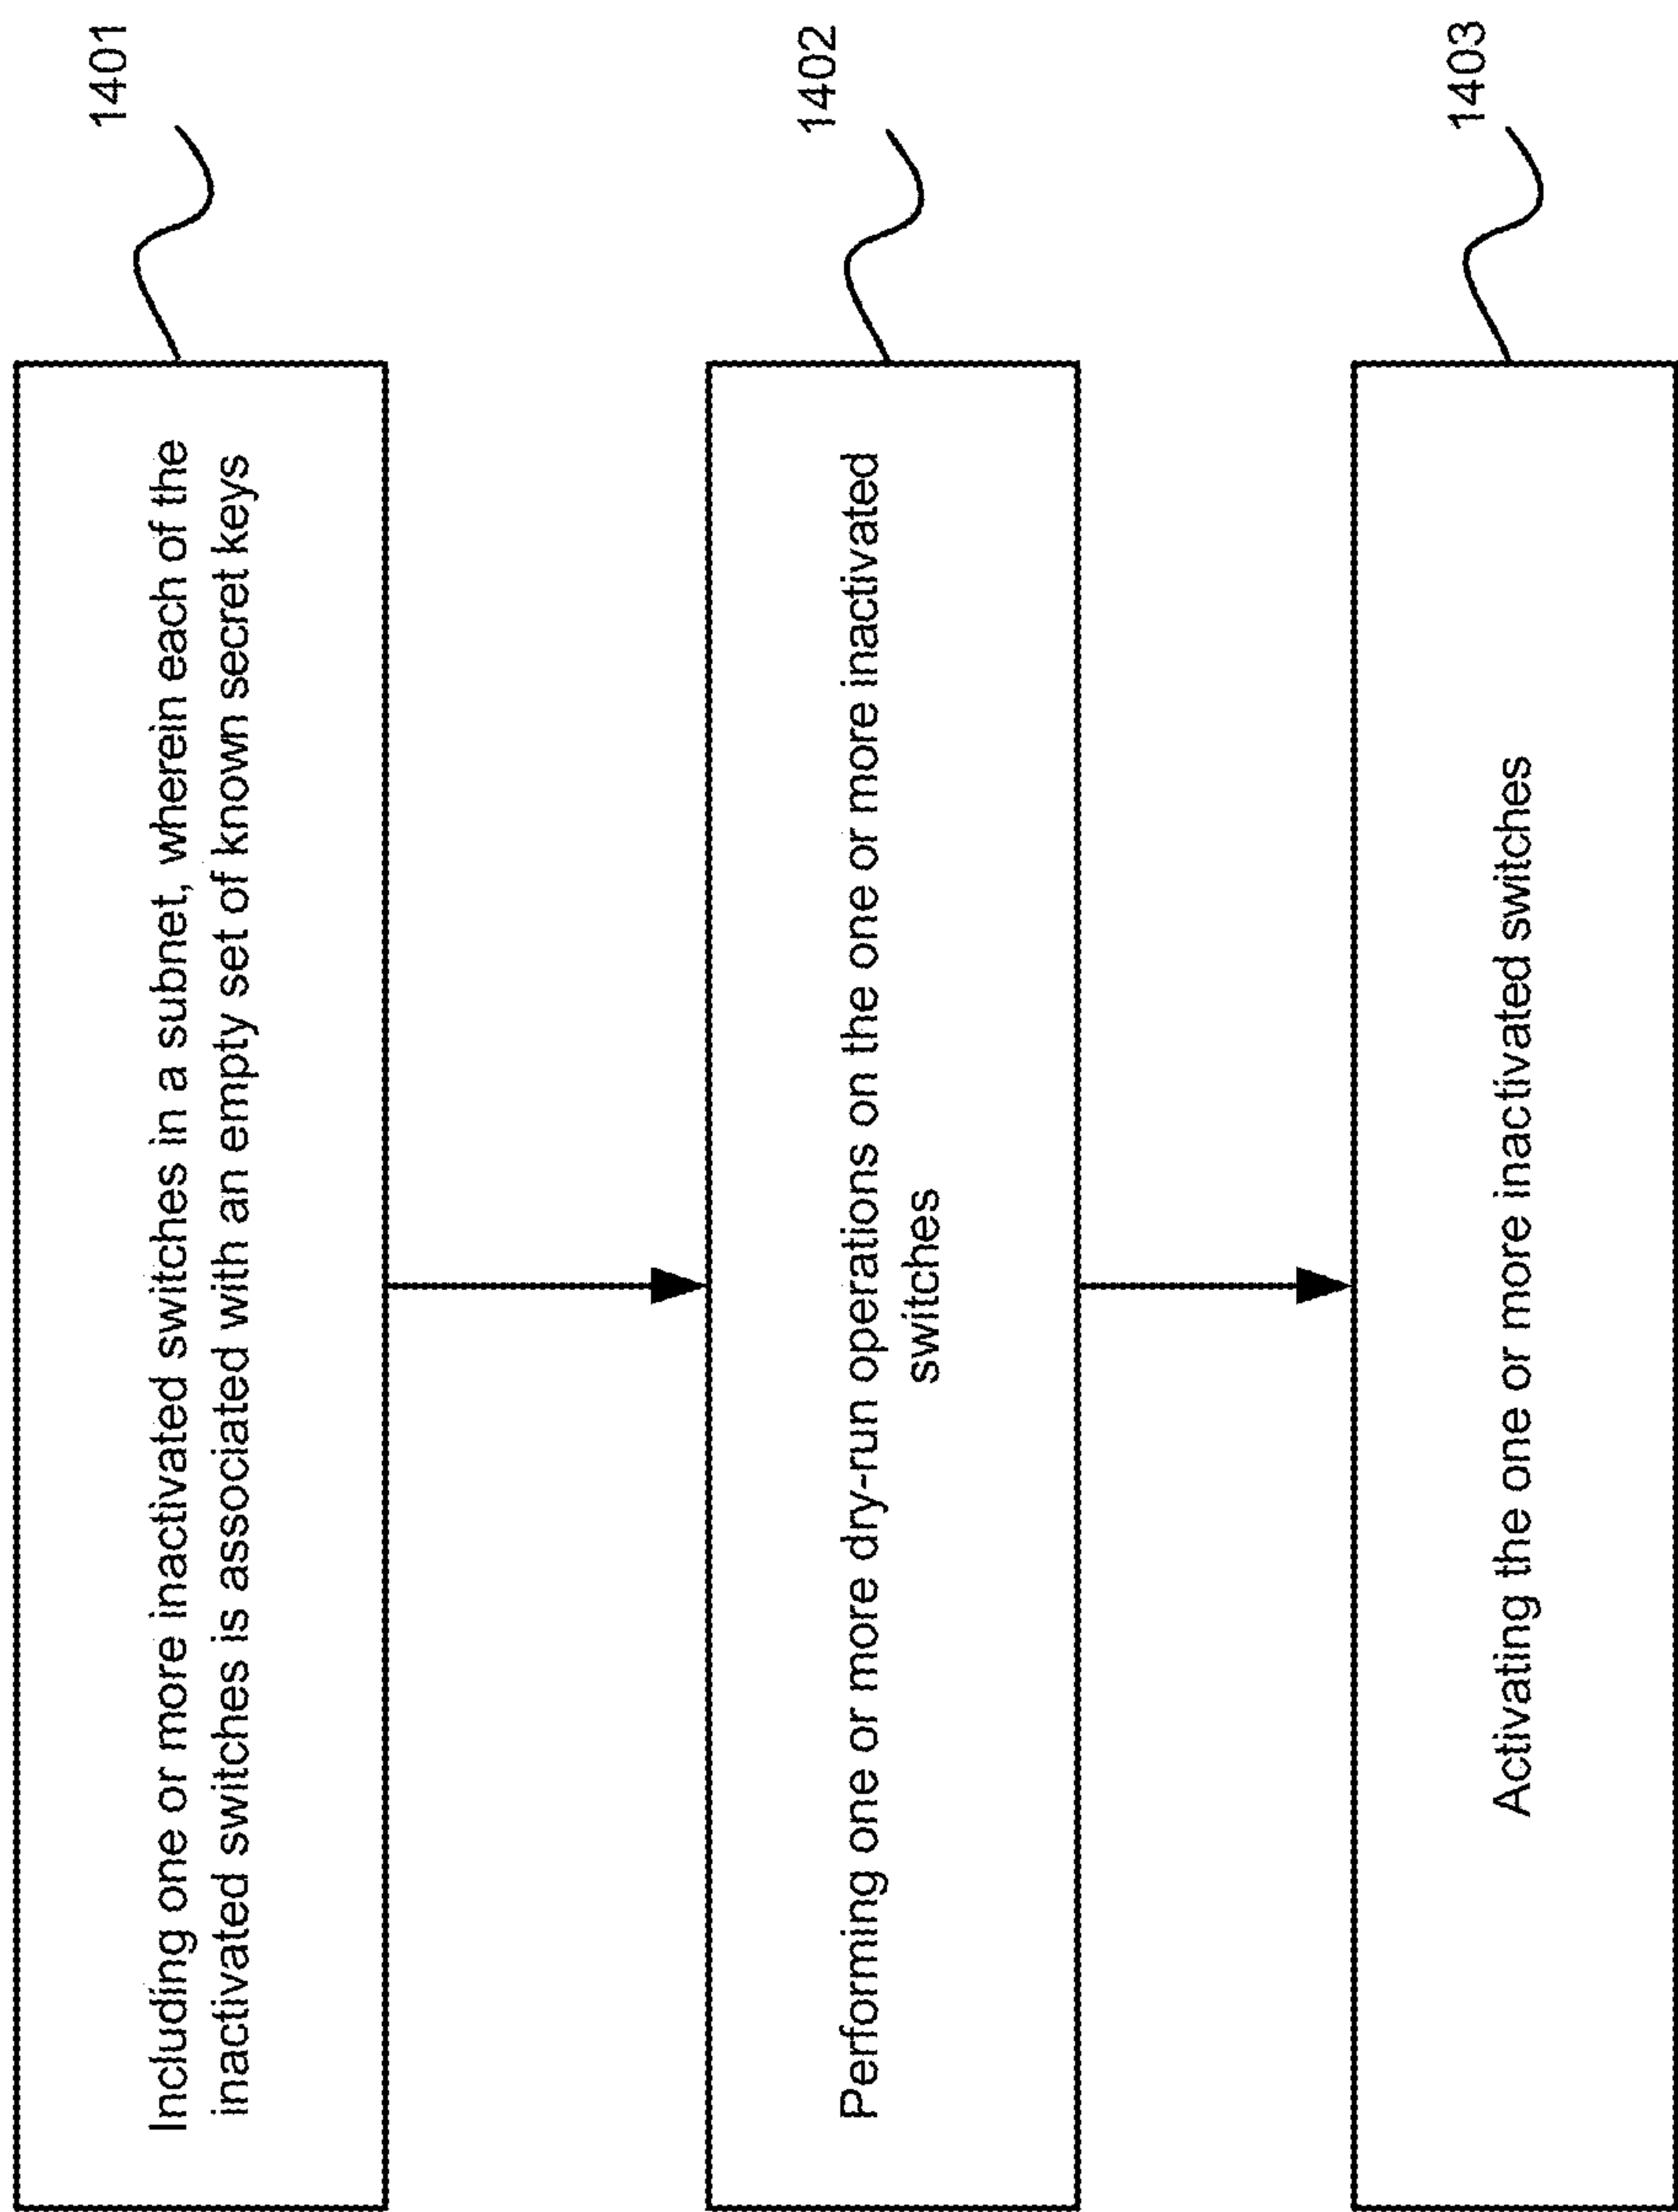 1401
Including one or more inactivated switches in a subnet, wherein each of the
inactivated switches is associated with an empty set of known secret keys
1402
Performing one or more dry-run operations on the one or more inactivated
switches
1403
Activating the one or more inactivated switches